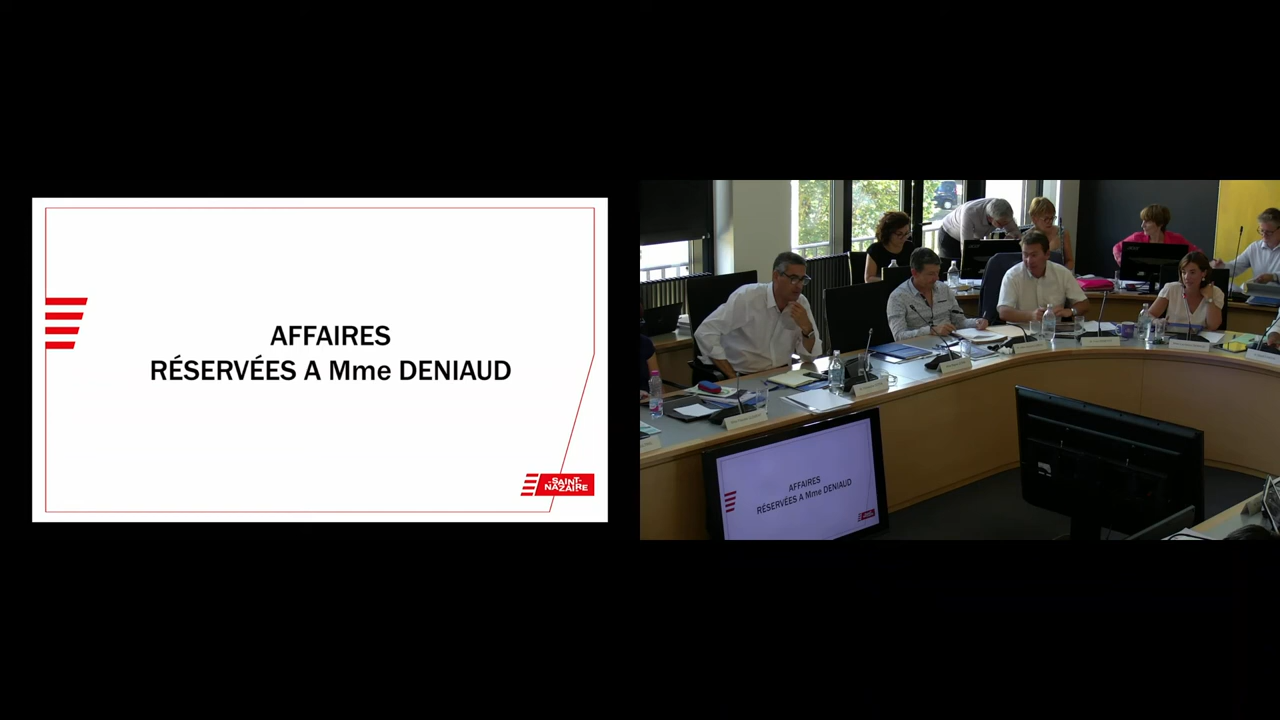 AFFAIRES
RÉSERVÉES A Mme DENIAUD
SAINT-
NAZAIRE
AFFAIRES
RÉSERVÉES A Mme DENIAUD